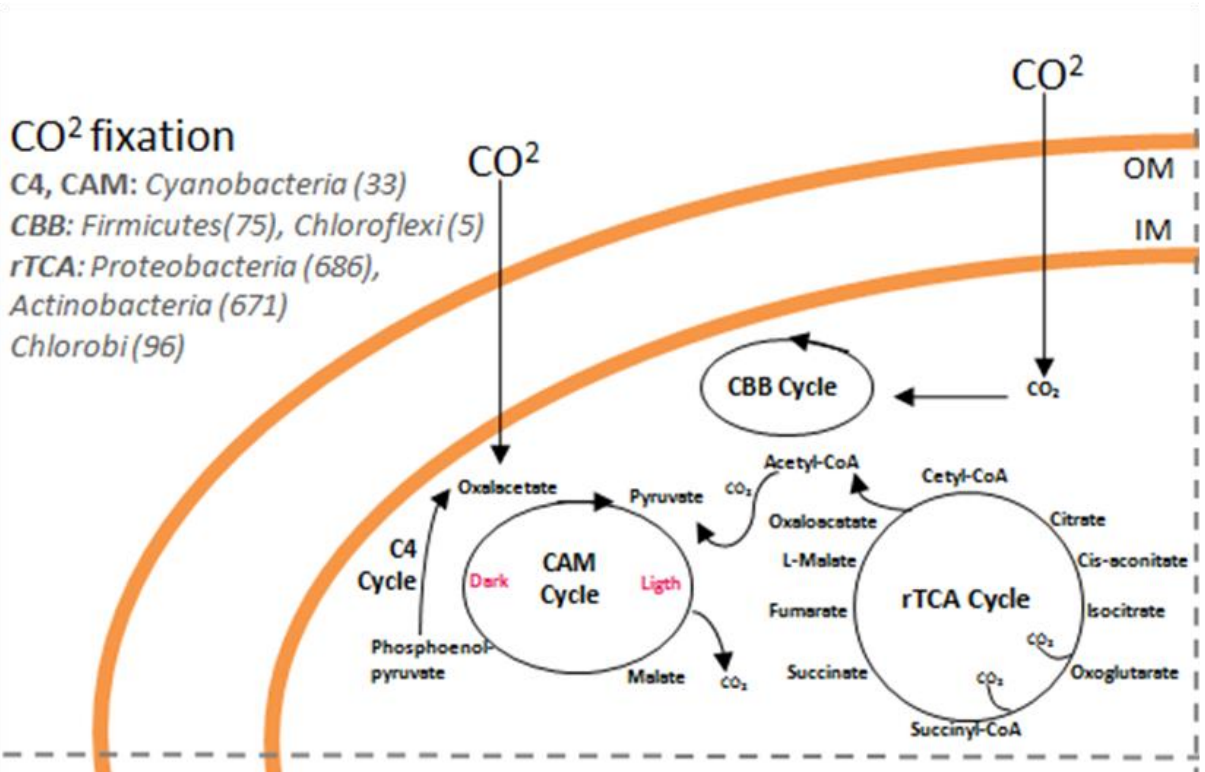 CO² fixation
C4, CAM: Cyanobacteria (33)
CBB: Firmicutes(75), Chloroflexi (5)
rTCA: Proteobacteria (686),
Actinobacteria (671)
Chlorobi (96)
CO²
CO²
OM
IM
CBB Cycle
CO₂
Oxalacetate
Pyruvate
C4
Cycle
Dark
CAM
Cycle
Ligth
Phosphoenol-
pyruvate
Malate
CO₂
CO₂
Acetyl-CoA
Cetyl-CoA
Oxaloacatate
Citrate
L-Malate
Cis-aconitate
rTCA Cycle
Fumarate
Isocitrate
CO₂
Succinate
Oxoglutarate
CO₂
Succinyl-CoA